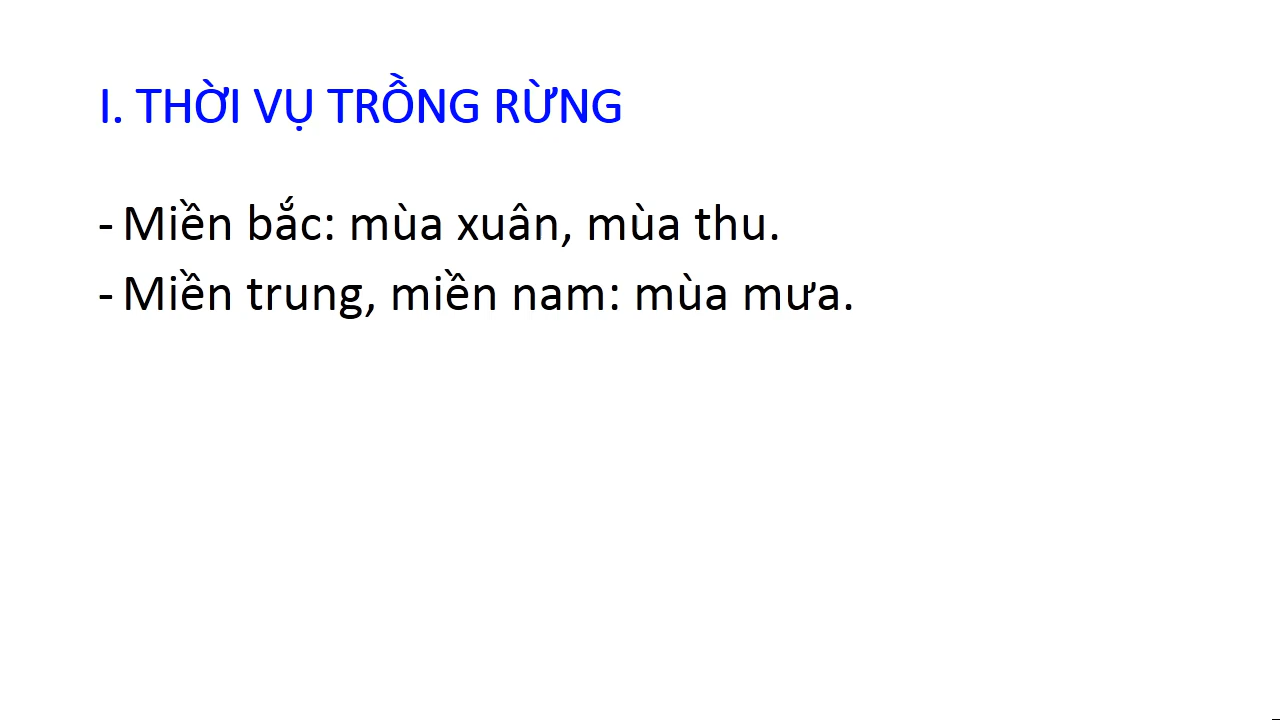 I. THỜI VỤ TRỒNG RỪNG
- Miền bắc: mùa xuân, mùa thu.
- Miền trung, miền nam: mùa mưa.